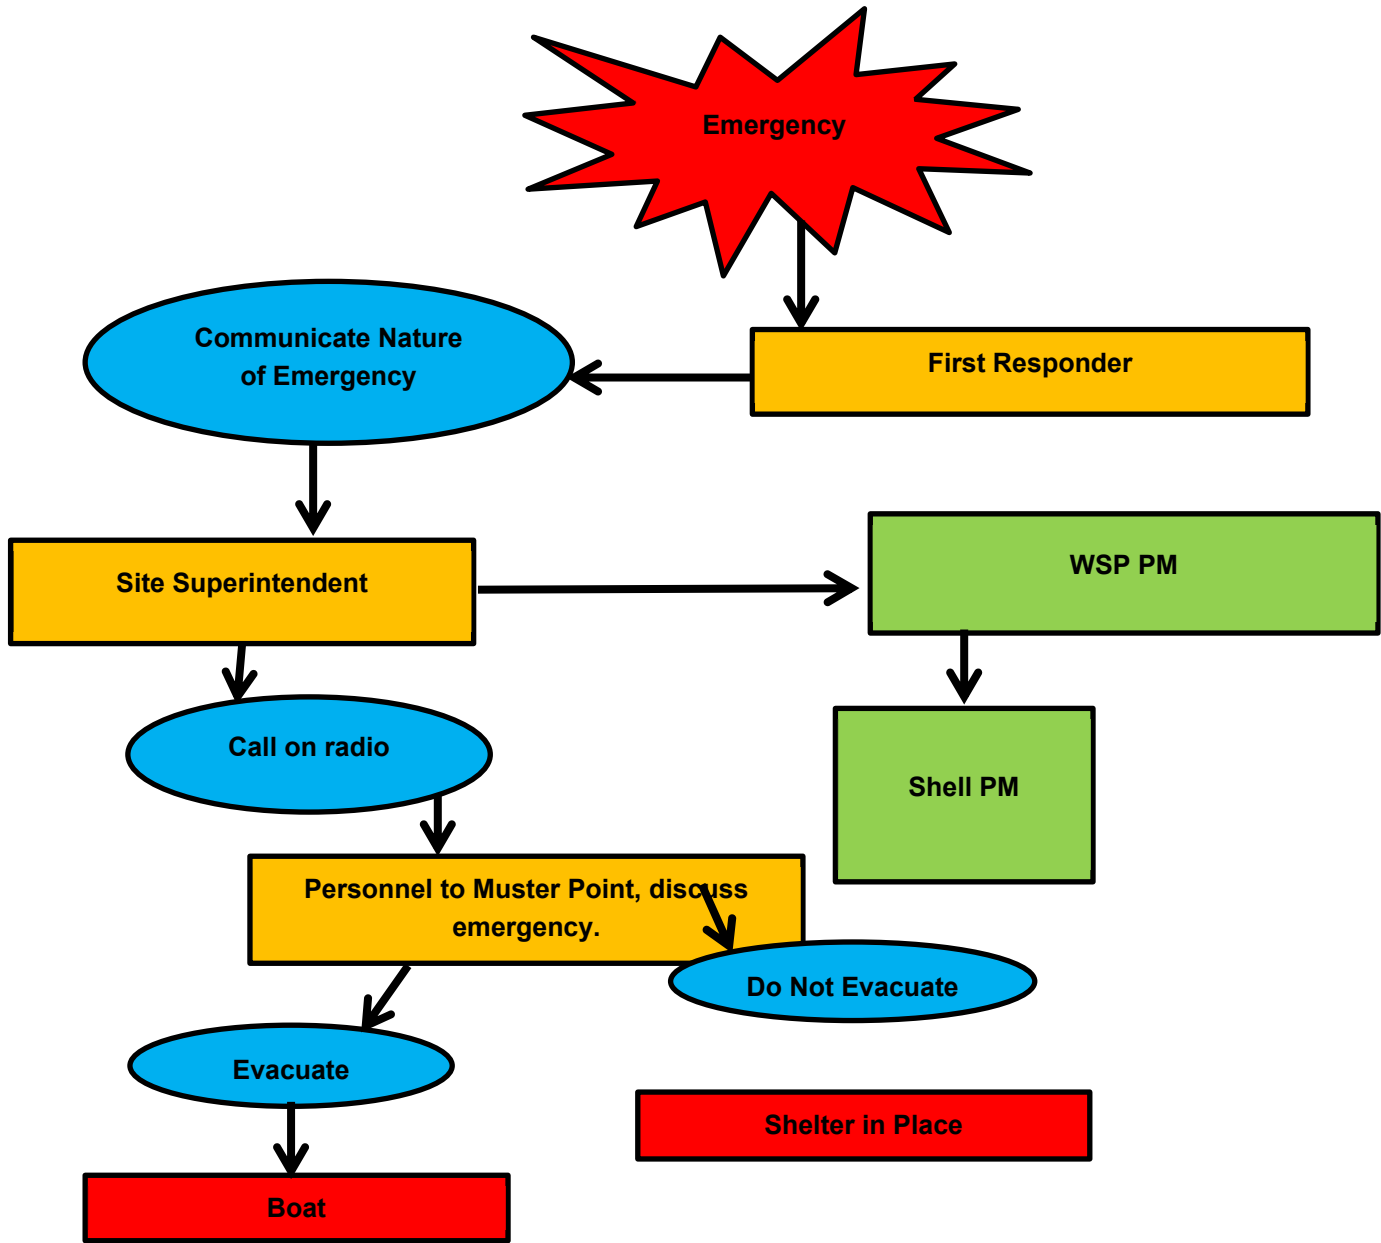 Emergency
First Responder
Communicate Nature
of Emergency
Site Superintendent
WSP PM
Call on radio
Shell PM
Personnel to Muster Point, discuss
emergency.
Do Not Evacuate
Evacuate
Shelter in Place
Boat